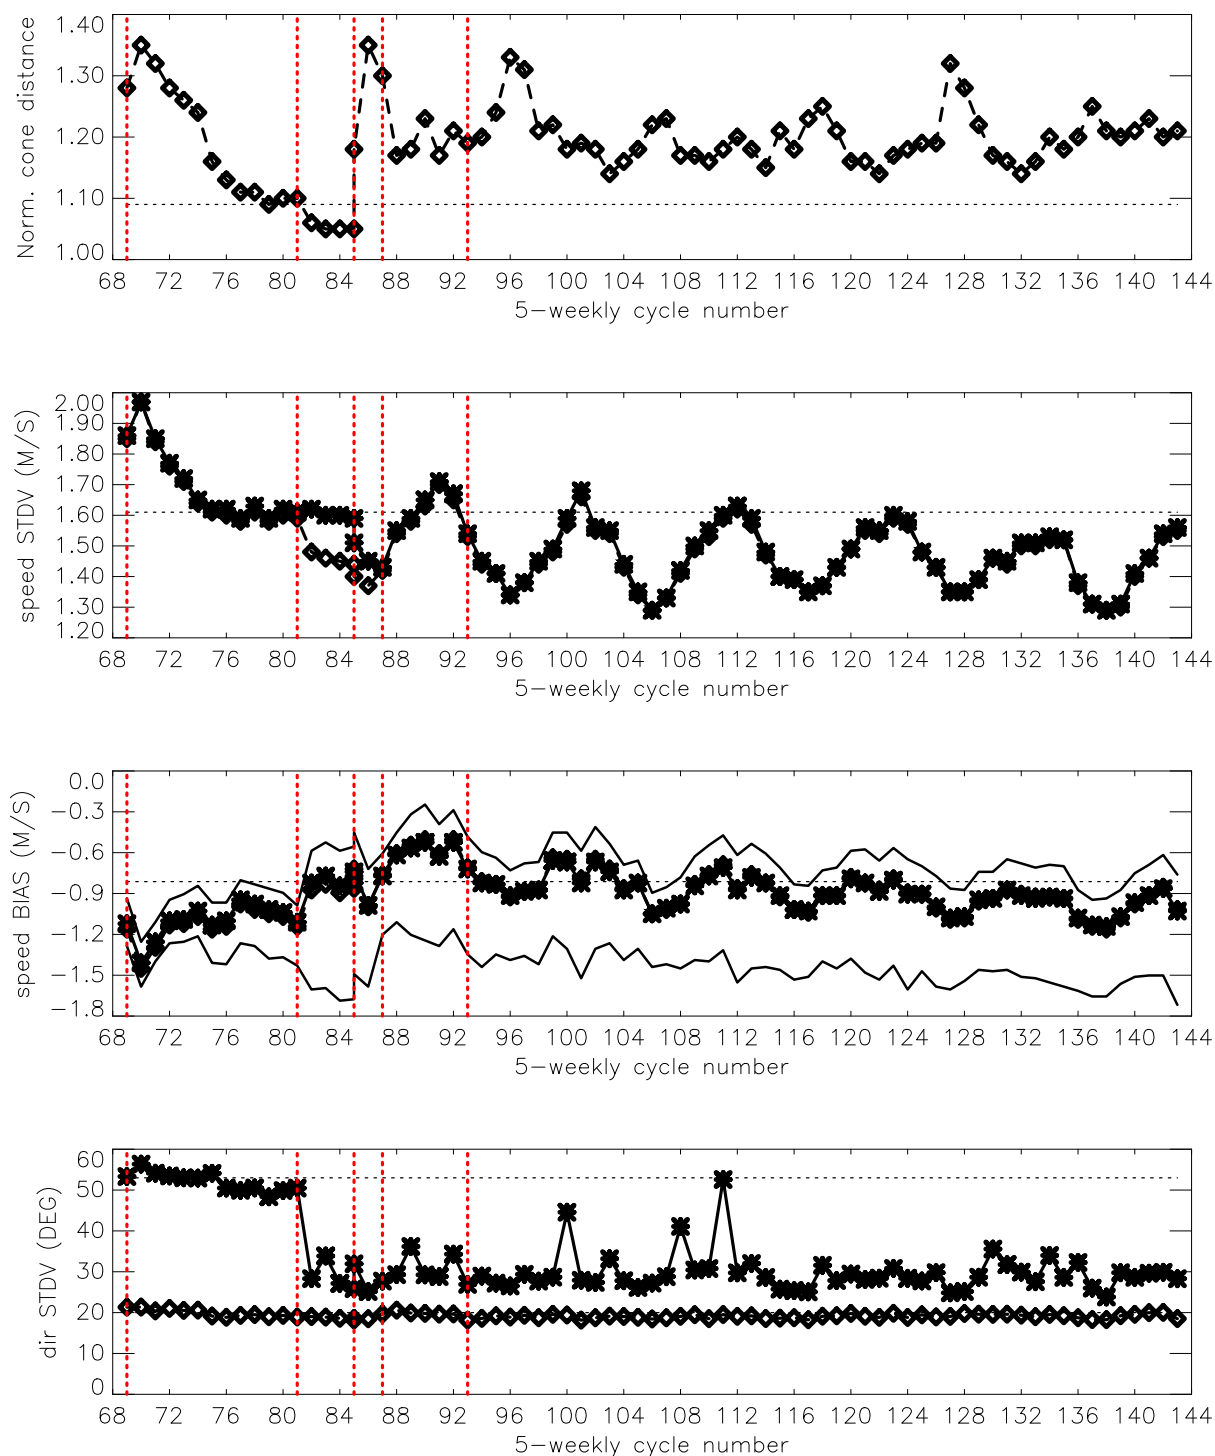 Norm. cone distance
1.40
1.30
1.20
1.10
1.00
68 72 76 80 84 88 92 96 100 104 108 112 116 120 124 128 132 136 140 144
5-weekly cycle number
speed STDV (M/S)
2.00
1.90
1.80
1.70
1.60
1.50
1.40
1.30
1.20
68 72 76 80 84 88 92 96 100 104 108 112 116 120 124 128 132 136 140 144
5-weekly cycle number
speed BIAS (M/S)
0.0
-0.3
-0.6
-0.9
-1.2
-1.5
-1.8
68 72 76 80 84 88 92 96 100 104 108 112 116 120 124 128 132 136 140 144
5-weekly cycle number
dir STDV (DEG)
60
50
40
30
20
10
0
68 72 76 80 84 88 92 96 100 104 108 112 116 120 124 128 132 136 140 144
5-weekly cycle number